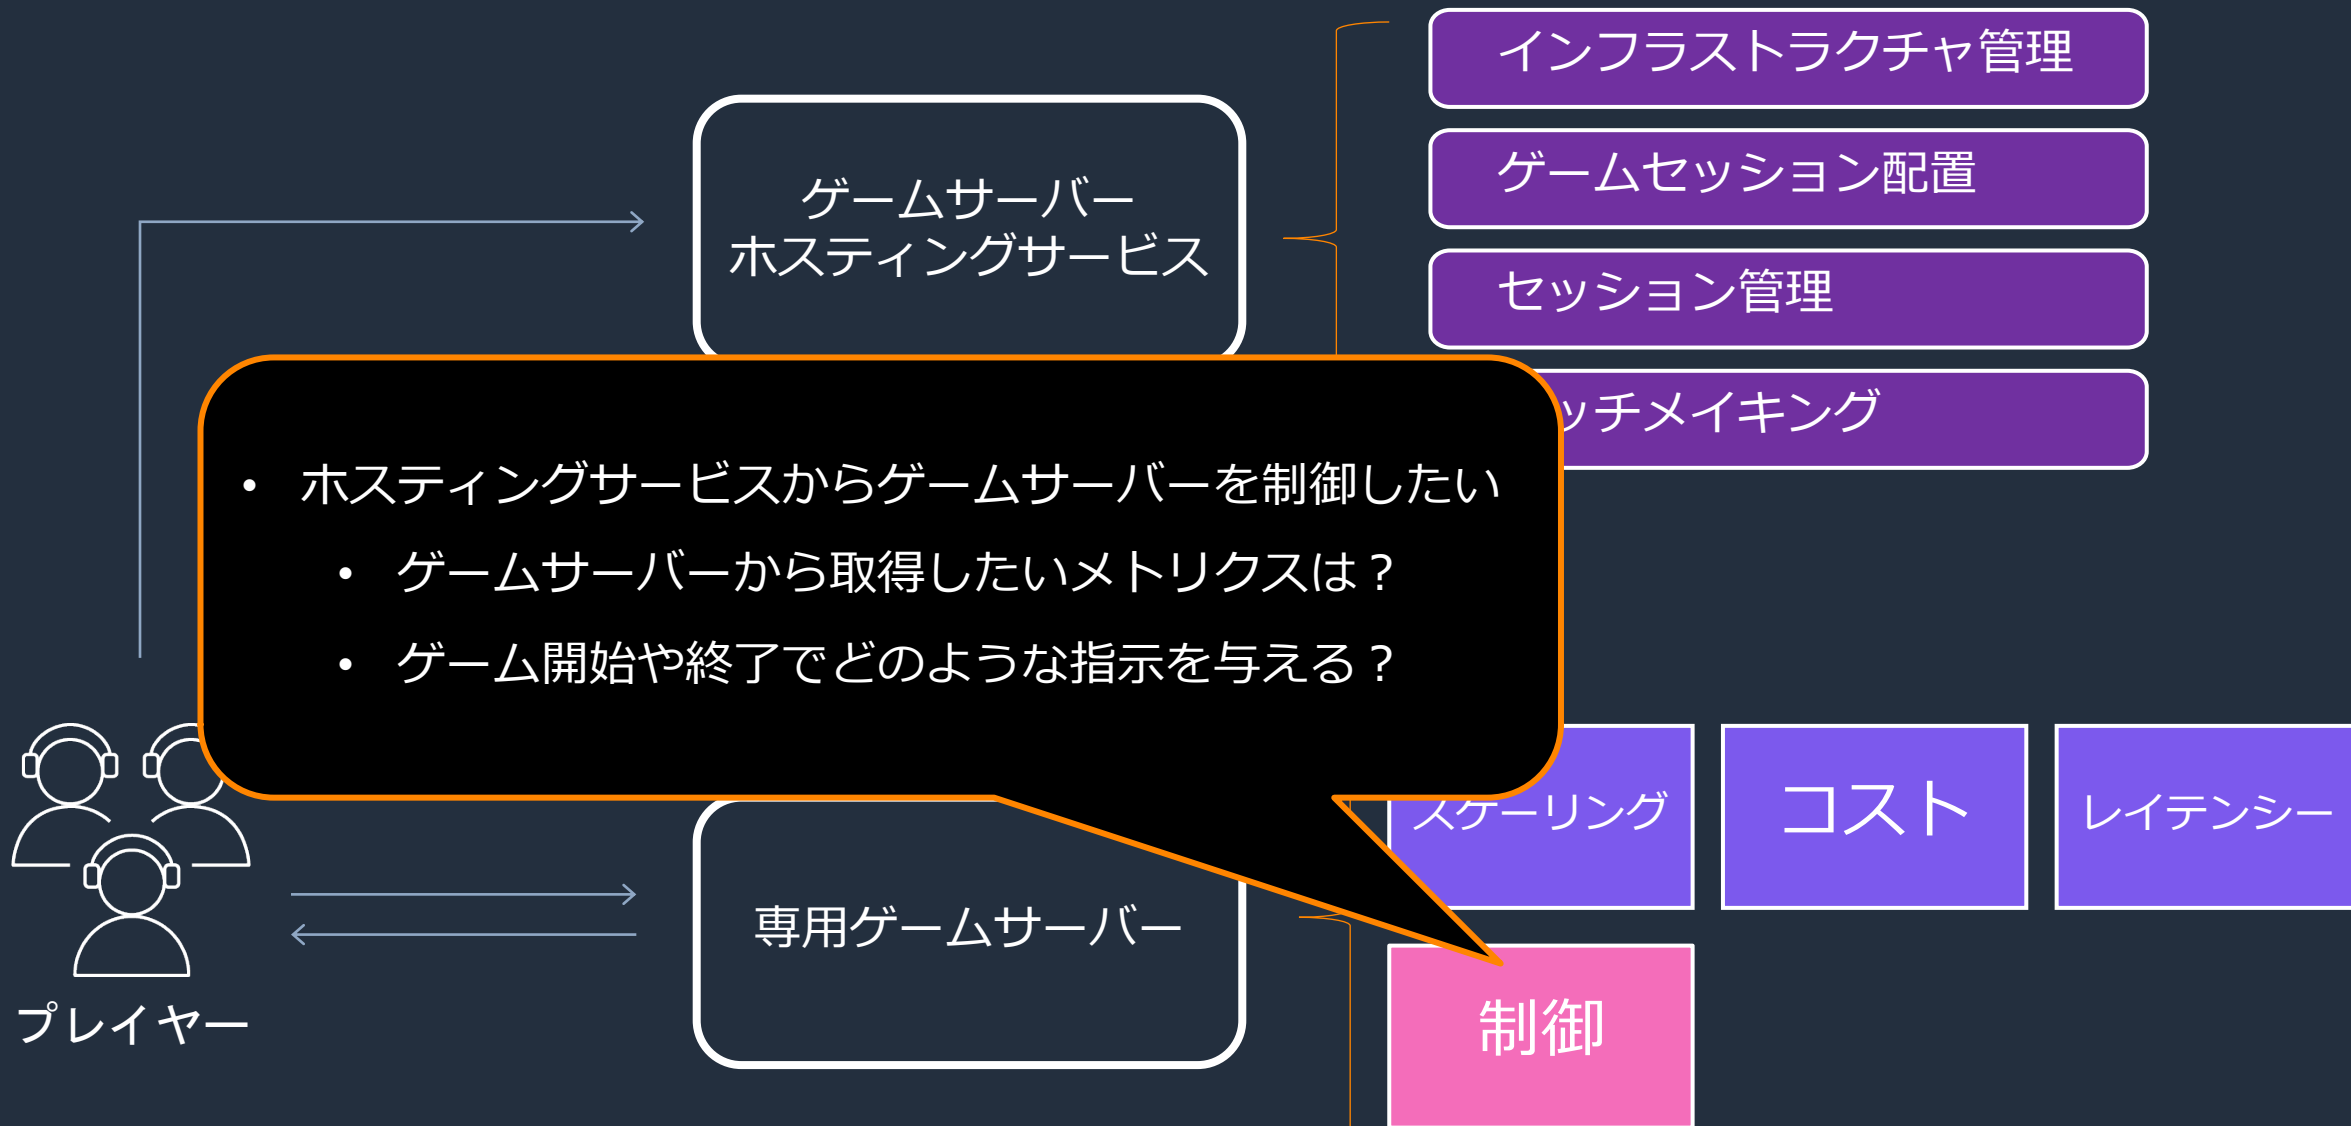 インフラストラクチャ管理
ゲームセッション配置
セッション管理
ッチメイキング
ゲームサーバー
ホスティングサービス
• ホスティングサービスからゲームサーバーを制御したい
• ゲームサーバーから取得したいメトリクスは？
• ゲーム開始や終了でどのような指示を与える？
スケーリング
コスト
レイテンシー
専用ゲームサーバー
制御
プレイヤー